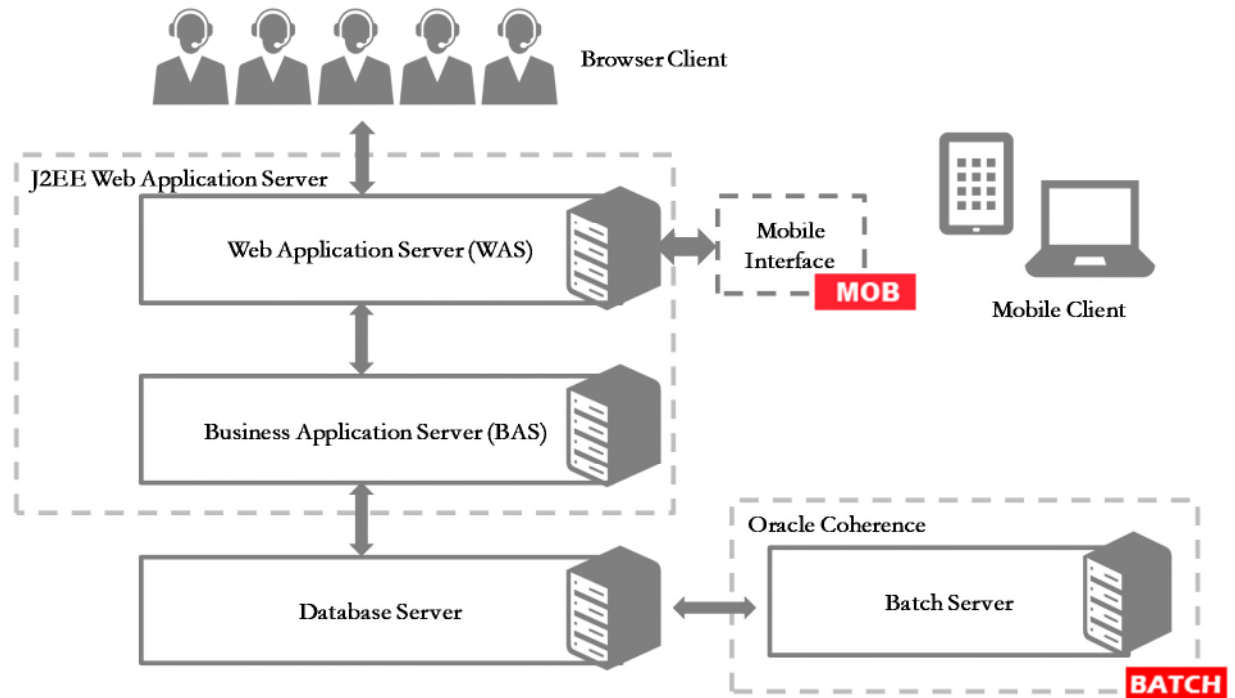 Browser Client
J2EE Web Application Server
Web Application Server (WAS)
Mobile
Interface
MOB
Mobile Client
Business Application Server (BAS)
Oracle Coherence
Database Server
Batch Server
BATCH